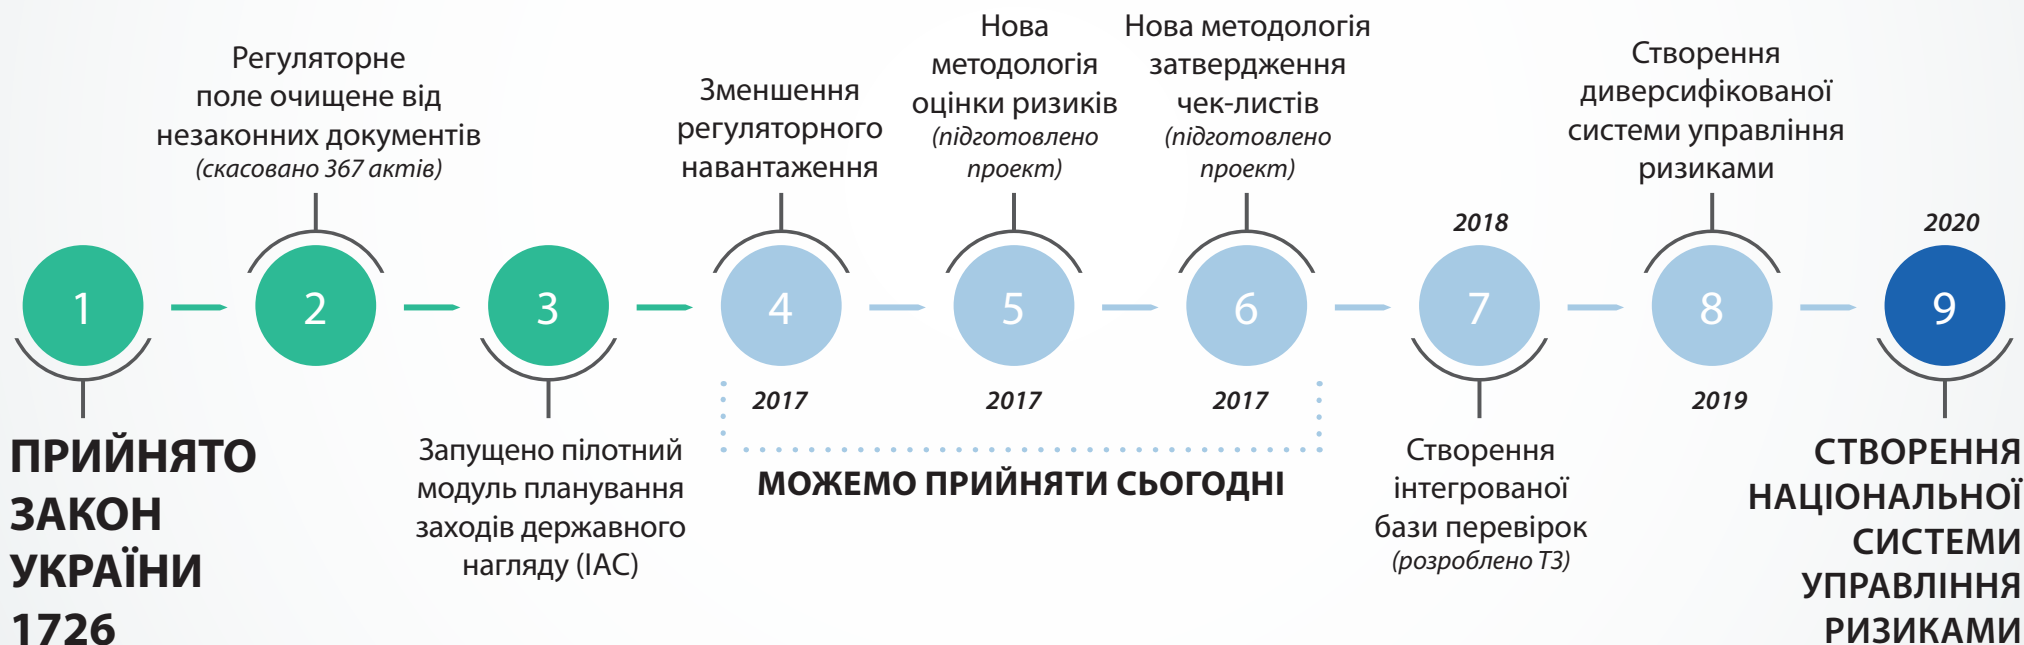 1
ПРИЙНЯТО
ЗАКОН
УКРАЇНИ
1726
Регуляторне
поле очищене від
незаконних документів
(скасовано 367 актів)
2
3
Запущено пілотний
модуль планування
заходів державного
нагляду (ІАС)
Зменшення
регуляторного
навантаження
4
2017
Нова
методологія
оцінки ризиків
(підготовлено
проект)
5
2017
Нова методологія
затвердження
чек-листів
(підготовлено
проект)
6
2017
МОЖЕМО ПРИЙНЯТИ СЬОГОДНІ
2018
7
Створення
інтегрованої
бази перевірок
(розроблено ТЗ)
Створення
диверсифікованої
системи управління
ризиками
8
2019
2020
9
СТВОРЕННЯ
НАЦІОНАЛЬНОЇ
СИСТЕМИ
УПРАВЛІННЯ
РИЗИКАМИ